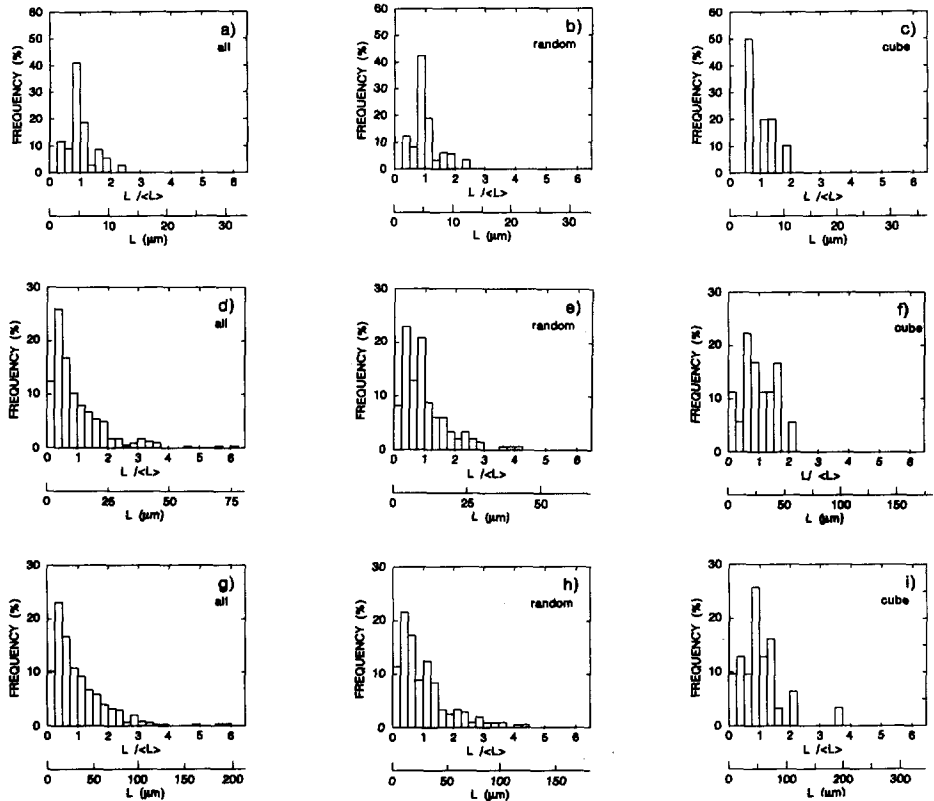 a)
all
FREQUENCY (%)
60
50
40
30
20
10
0
0 1 2 3 4 5 6
L /<L>
0 10 20 30
L (μm)
b)
random
FREQUENCY (%)
60
50
40
30
20
10
0
0 1 2 3 4 5 6
L /<L>
0 10 20 30
L (μm)
c)
cube
FREQUENCY (%)
60
50
40
30
20
10
0
0 1 2 3 4 5 6
L /<L>
0 10 20 30
L (μm)
d)
all
FREQUENCY (%)
30
20
10
0
0 1 2 3 4 5 6
L /<L>
0 25 50 75
L (μm)
e)
random
FREQUENCY (%)
30
20
10
0
0 1 2 3 4 5 6
L /<L>
0 25 50
L (μm)
f)
cube
FREQUENCY (%)
30
20
10
0
0 1 2 3 4 5 6
L/ <L>
0 50 100 150
L (μm)
g)
all
FREQUENCY (%)
30
20
10
0
0 1 2 3 4 5 6
L /<L>
0 50 100 150 200
L (μm)
h)
random
FREQUENCY (%)
30
20
10
0
0 1 2 3 4 5 6
L /<L>
0 50 100 150
L (μm)
i)
cube
FREQUENCY (%)
30
20
10
0
0 1 2 3 4 5 6
L /<L>
0 100 200 300
L (μm)